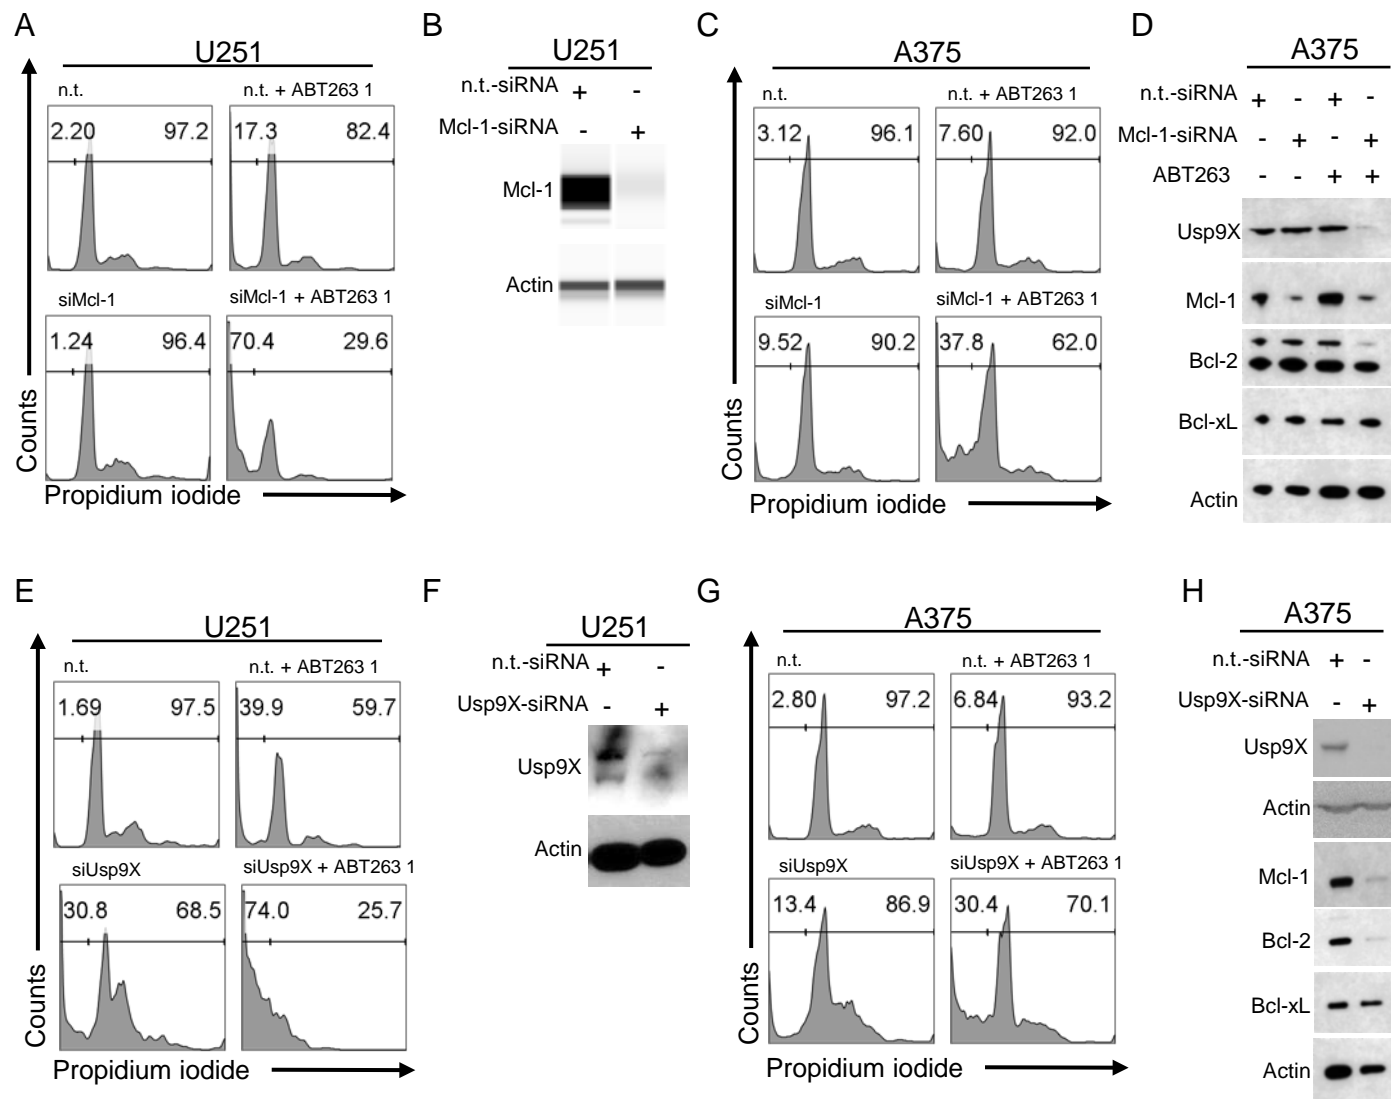 A
U251
n.t.
n.t. + ABT263 1
2.20 97.2
17.3 82.4
siMcl-1
siMcl-1 + ABT263 1
1.24 96.4
70.4 29.6
Counts
Propidium iodide
B
U251
n.t.-siRNA + -
Mcl-1-siRNA - +
Mcl-1
Actin
C
A375
n.t.
n.t. + ABT263 1
3.12 96.1
7.60 92.0
siMcl-1
siMcl-1 + ABT263 1
9.52 90.2
37.8 62.0
Counts
Propidium iodide
D
A375
n.t.-siRNA + - + -
Mcl-1-siRNA - + - +
ABT263 - - + +
Usp9X
Mcl-1
Bcl-2
Bcl-xL
Actin
E
U251
n.t.
n.t. + ABT263 1
1.69 97.5
39.9 59.7
siUsp9X
siUsp9X + ABT263 1
30.8 68.5
74.0 25.7
Counts
Propidium iodide
F
U251
n.t.-siRNA + -
Usp9X-siRNA - +
Usp9X
Actin
G
A375
n.t.
n.t. + ABT263 1
2.80 97.2
6.84 93.2
siUsp9X
siUsp9X + ABT263 1
13.4 86.9
30.4 70.1
Counts
Propidium iodide
H
A375
n.t.-siRNA + -
Usp9X-siRNA - +
Usp9X
Actin
Mcl-1
Bcl-2
Bcl-xL
Actin